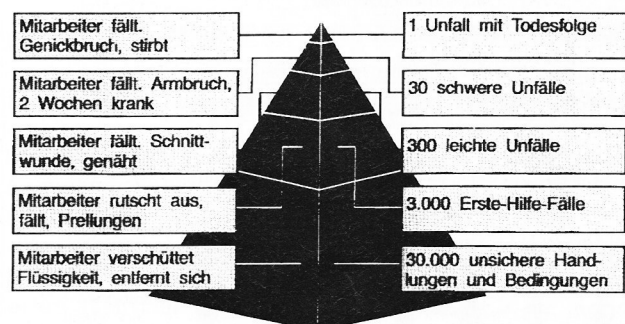 Mitarbeiter fällt.
Genickbruch, stirbt
1 Unfall mit Todesfolge
Mitarbeiter fällt. Armbruch,
2 Wochen krank
30 schwere Unfälle
Mitarbeiter fällt. Schnitt-
wunde, genäht
300 leichte Unfälle
Mitarbeiter rutscht aus,
fällt, Prellungen
3.000 Erste-Hilfe-Fälle
Mitarbeiter verschüttet
Flüssigkeit, entfernt sich
30.000 unsichere Hand-
lungen und Bedingungen